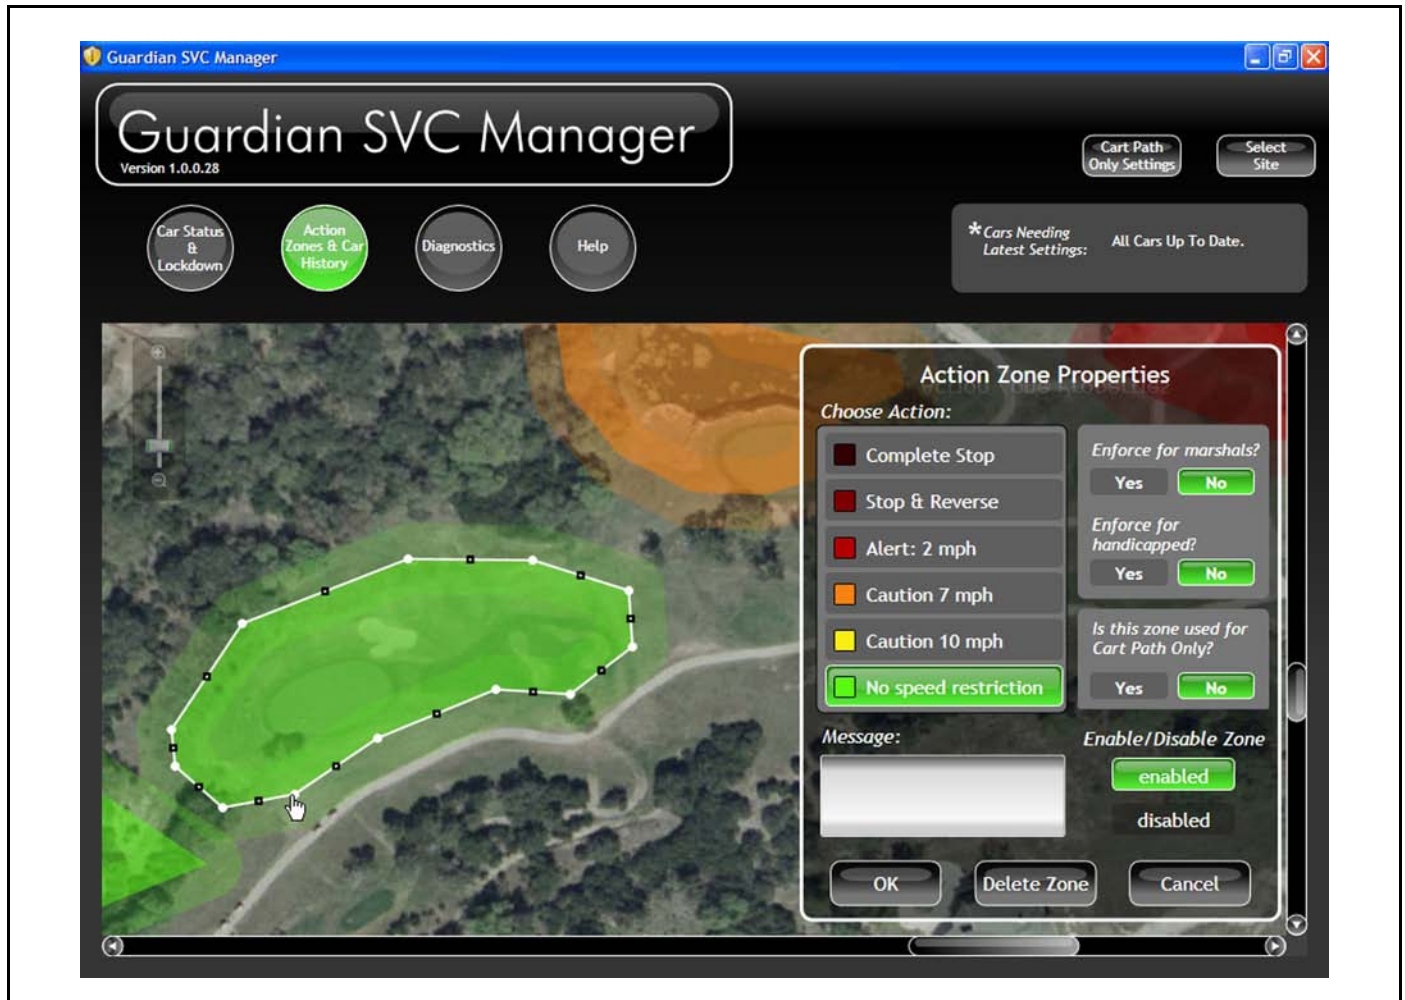 Guardian SVC Manager
Guardian SVC Manager
Version 1.0.0.28
Cart Path
Only Settings
Select
Site
Car Status
&
Lockdown
Action
Zones & Car
History
Diagnostics
Help
*Cars Needing
Latest Settings:
All Cars Up To Date.
Action Zone Properties
Choose Action:
Complete Stop
Stop & Reverse
Alert: 2 mph
Caution 7 mph
Caution 10 mph
No speed restriction
Enforce for marshals?
Yes No
Enforce for
handicapped?
Yes No
Is this zone used for
Cart Path Only?
Yes No
Message:
Enable/Disable Zone
enabled
disabled
OK
Delete Zone
Cancel